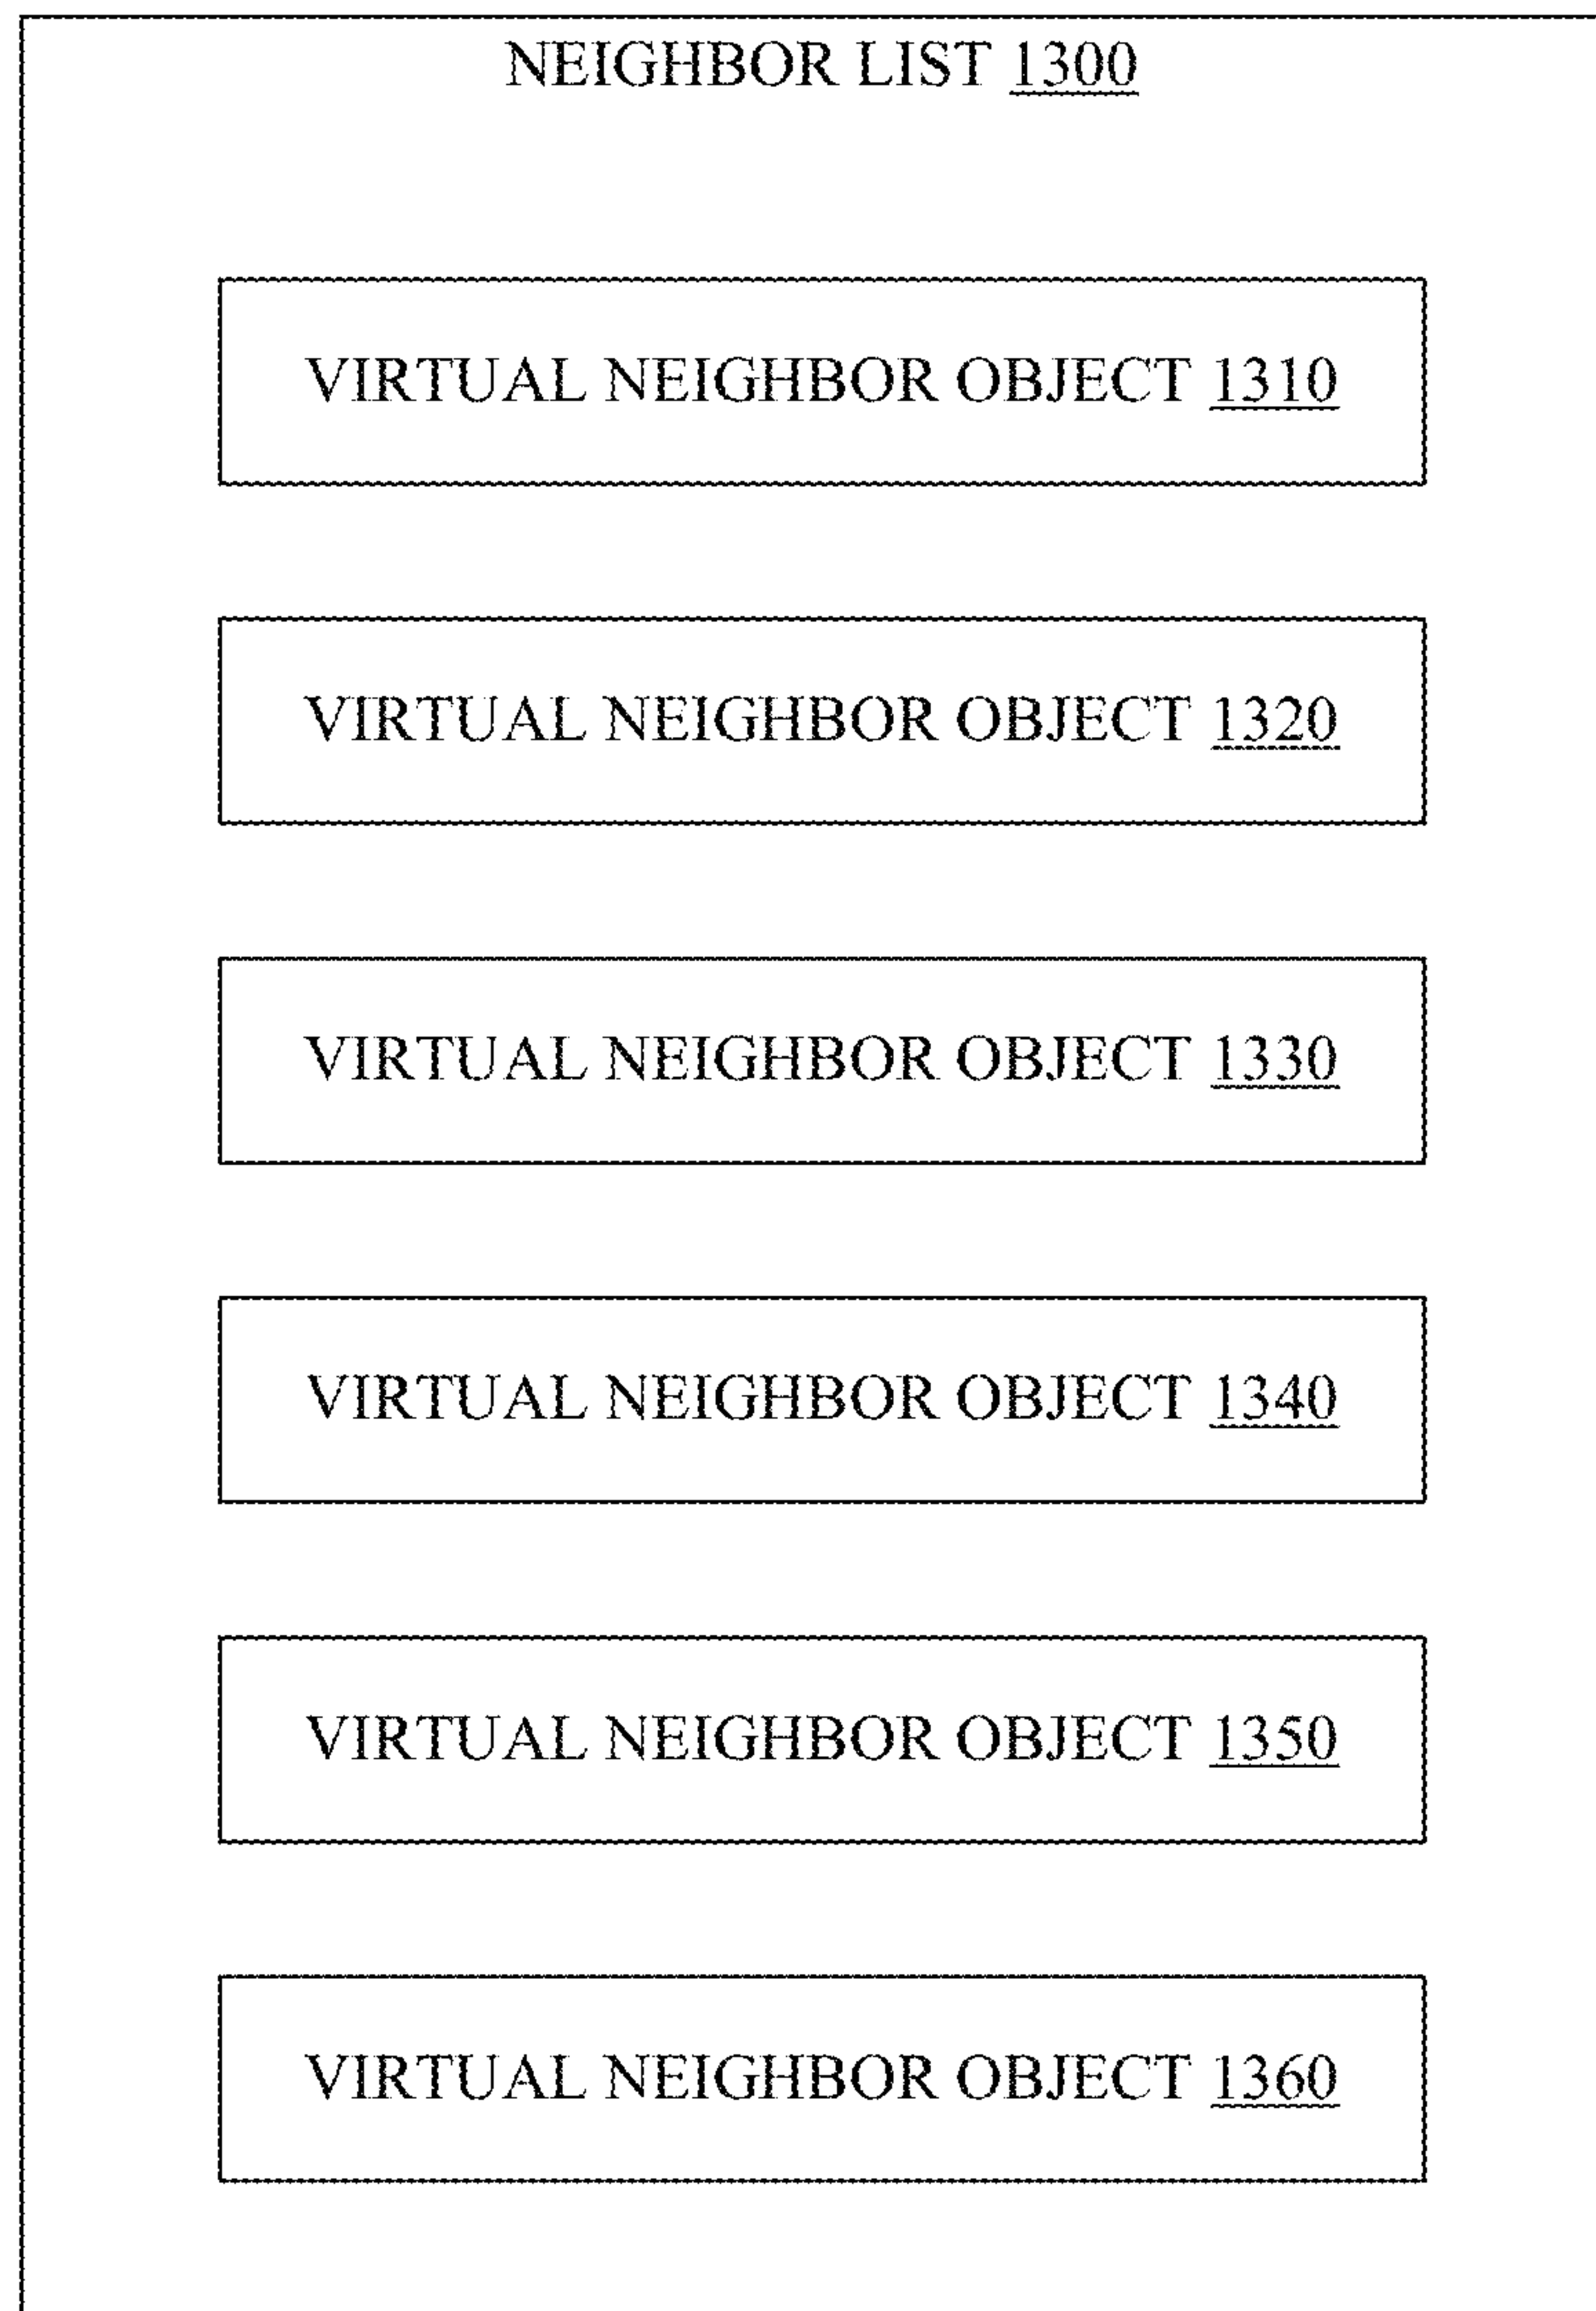 NEIGHBOR LIST 1300
VIRTUAL NEIGHBOR OBJECT 1310
VIRTUAL NEIGHBOR OBJECT 1320
VIRTUAL NEIGHBOR OBJECT 1330
VIRTUAL NEIGHBOR OBJECT 1340
VIRTUAL NEIGHBOR OBJECT 1350
VIRTUAL NEIGHBOR OBJECT 1360